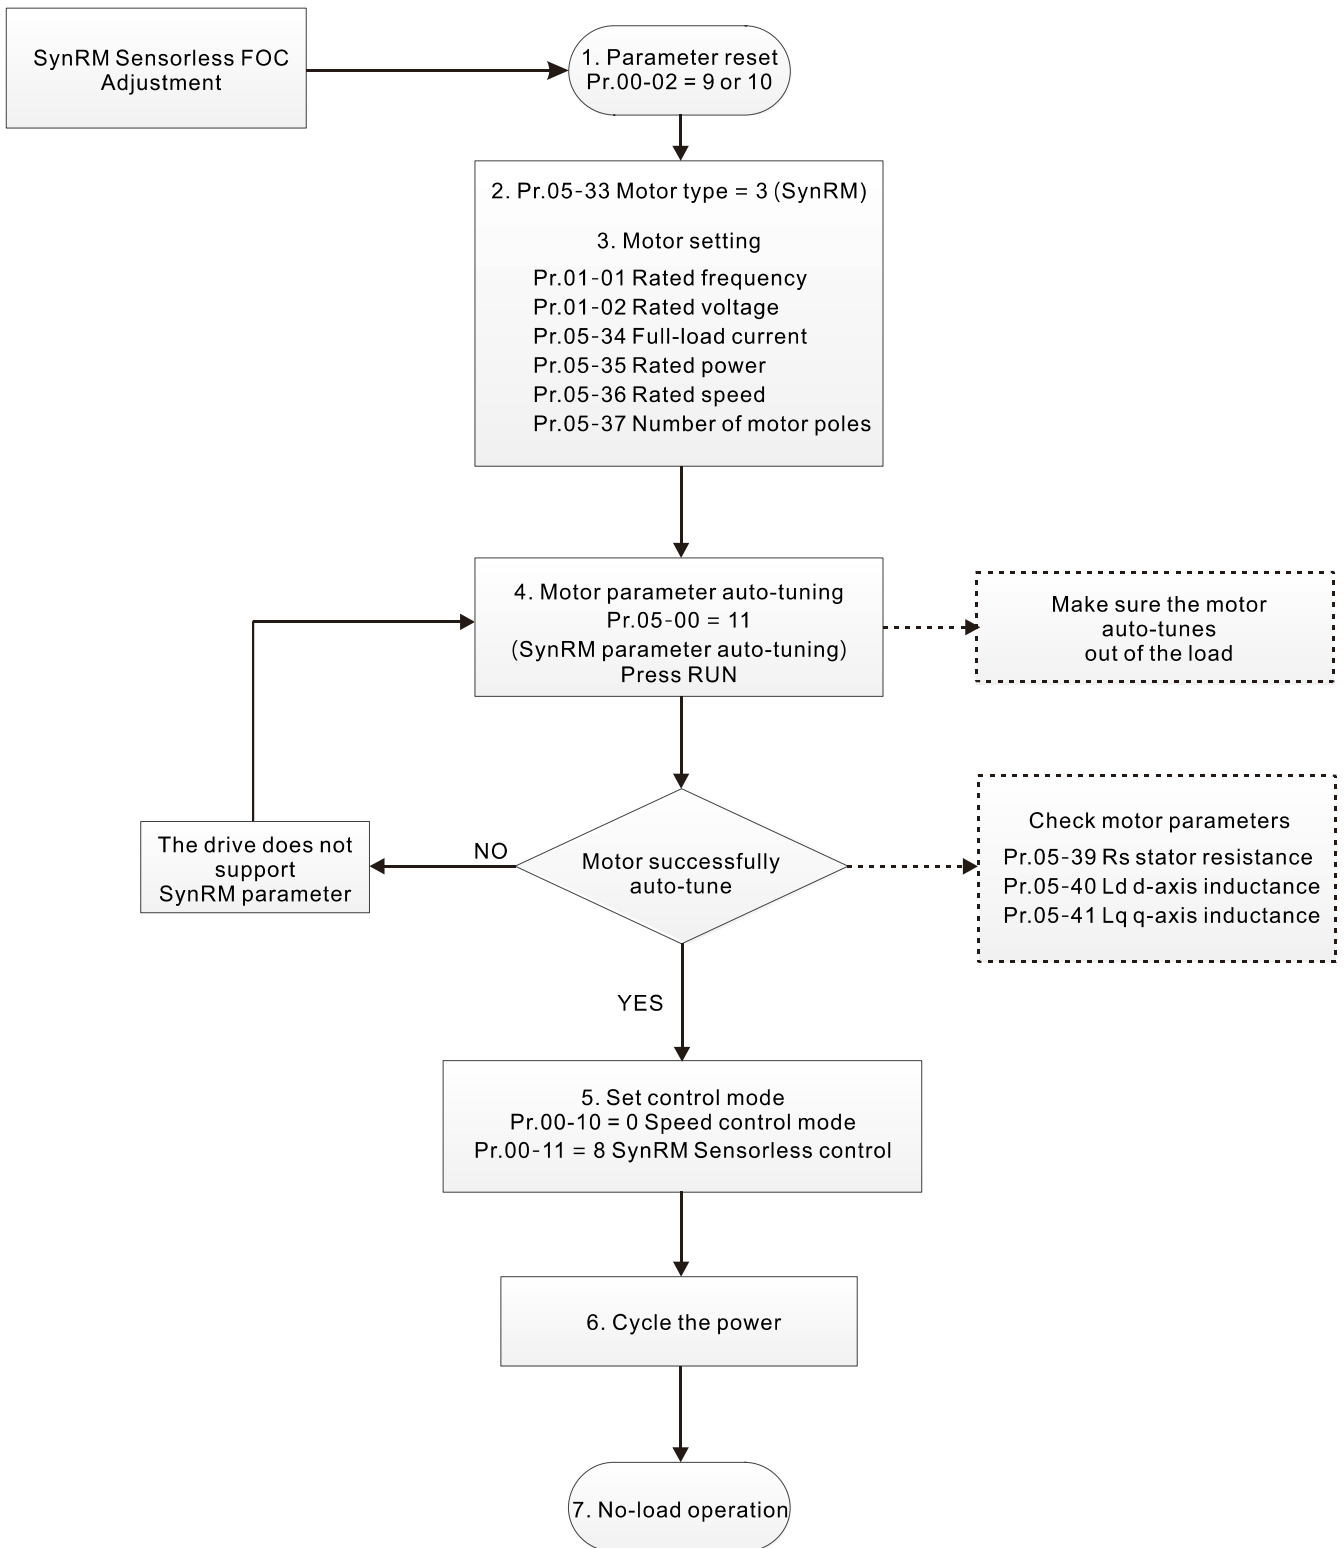 SynRM Sensorless FOC
Adjustment
1. Parameter reset
Pr.00-02 = 9 or 10
2. Pr.05-33 Motor type = 3 (SynRM)
3. Motor setting
Pr.01-01 Rated frequency
Pr.01-02 Rated voltage
Pr.05-34 Full-load current
Pr.05-35 Rated power
Pr.05-36 Rated speed
Pr.05-37 Number of motor poles
4. Motor parameter auto-tuning
Pr.05-00 = 11
(SynRM parameter auto-tuning)
Press RUN
Make sure the motor
auto-tunes
out of the load
The drive does not
support
SynRM parameter
NO
Motor successfully
auto-tune
Check motor parameters
Pr.05-39 Rs stator resistance
Pr.05-40 Ld d-axis inductance
Pr.05-41 Lq q-axis inductance
YES
5. Set control mode
Pr.00-10 = 0 Speed control mode
Pr.00-11 = 8 SynRM Sensorless control
6. Cycle the power
7. No-load operation